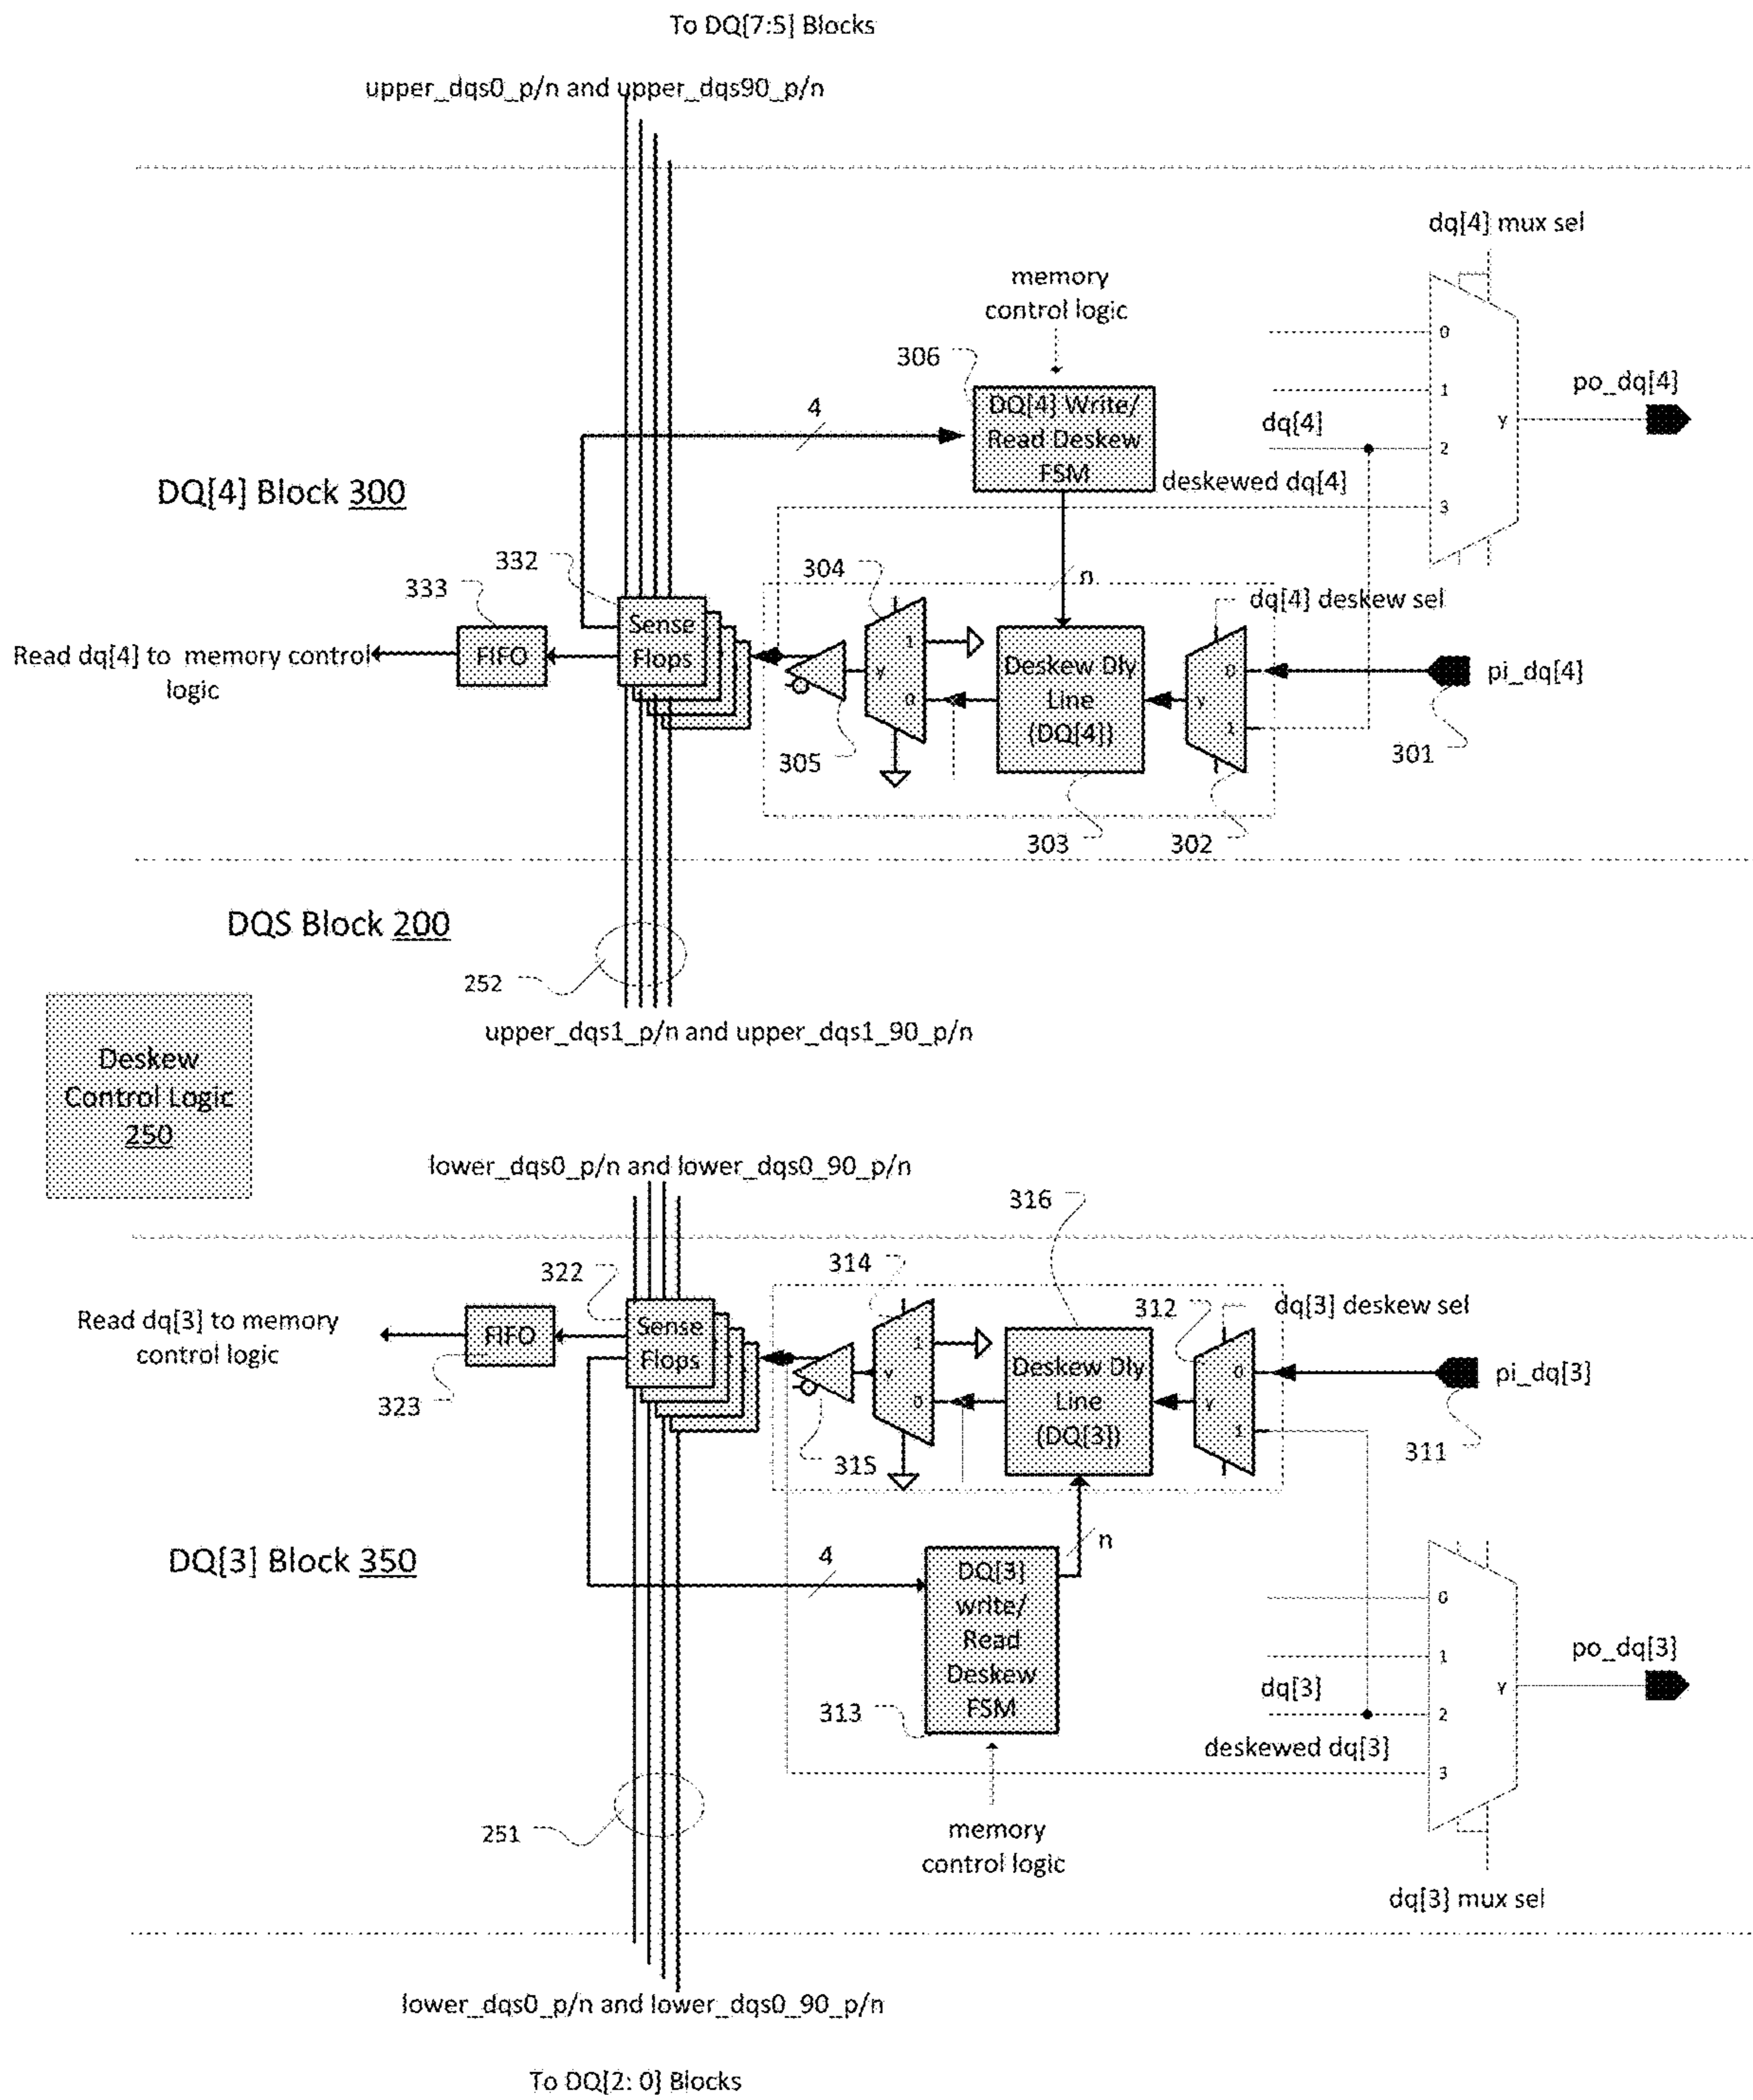 To DQ[7:5] Blocks
upper_dqs0_p/n and upper_dqs90_p/n
dq[4] mux sel
memory
control logic
306
0
DQ[4] Write/
Read Deskew
FSM
4
1
po_dq[4]
dq[4]
y
2
deskewed dq[4]
3
DQ[4] Block 300
332
333
304
n
dq[4] deskew sel
Sense
Flops
FIFO
Read dq[4] to memory control
logic
1
y
0
Deskew Dly
Line
(DQ[4])
0
y
1
pi_dq[4]
305
301
303
302
DQS Block 200
252
upper_dqs1_p/n and upper_dqs1_90_p/n
Deskew
Control Logic
250
lower_dqs0_p/n and lower_dqs0_90_p/n
316
322
314
312
dq[3] deskew sel
Read dq[3] to memory
control logic
FIFO
Sense
Flops
1
y
0
Deskew Dly
Line
(DQ[3])
0
y
1
pi_dq[3]
323
315
311
DQ[3] Block 350
4
n
DQ[3]
write/
Read
Deskew
FSM
313
0
1
po_dq[3]
dq[3]
y
2
deskewed dq[3]
3
251
memory
control logic
dq[3] mux sel
lower_dqs0_p/n and lower_dqs0_90_p/n
To DQ[2: 0] Blocks